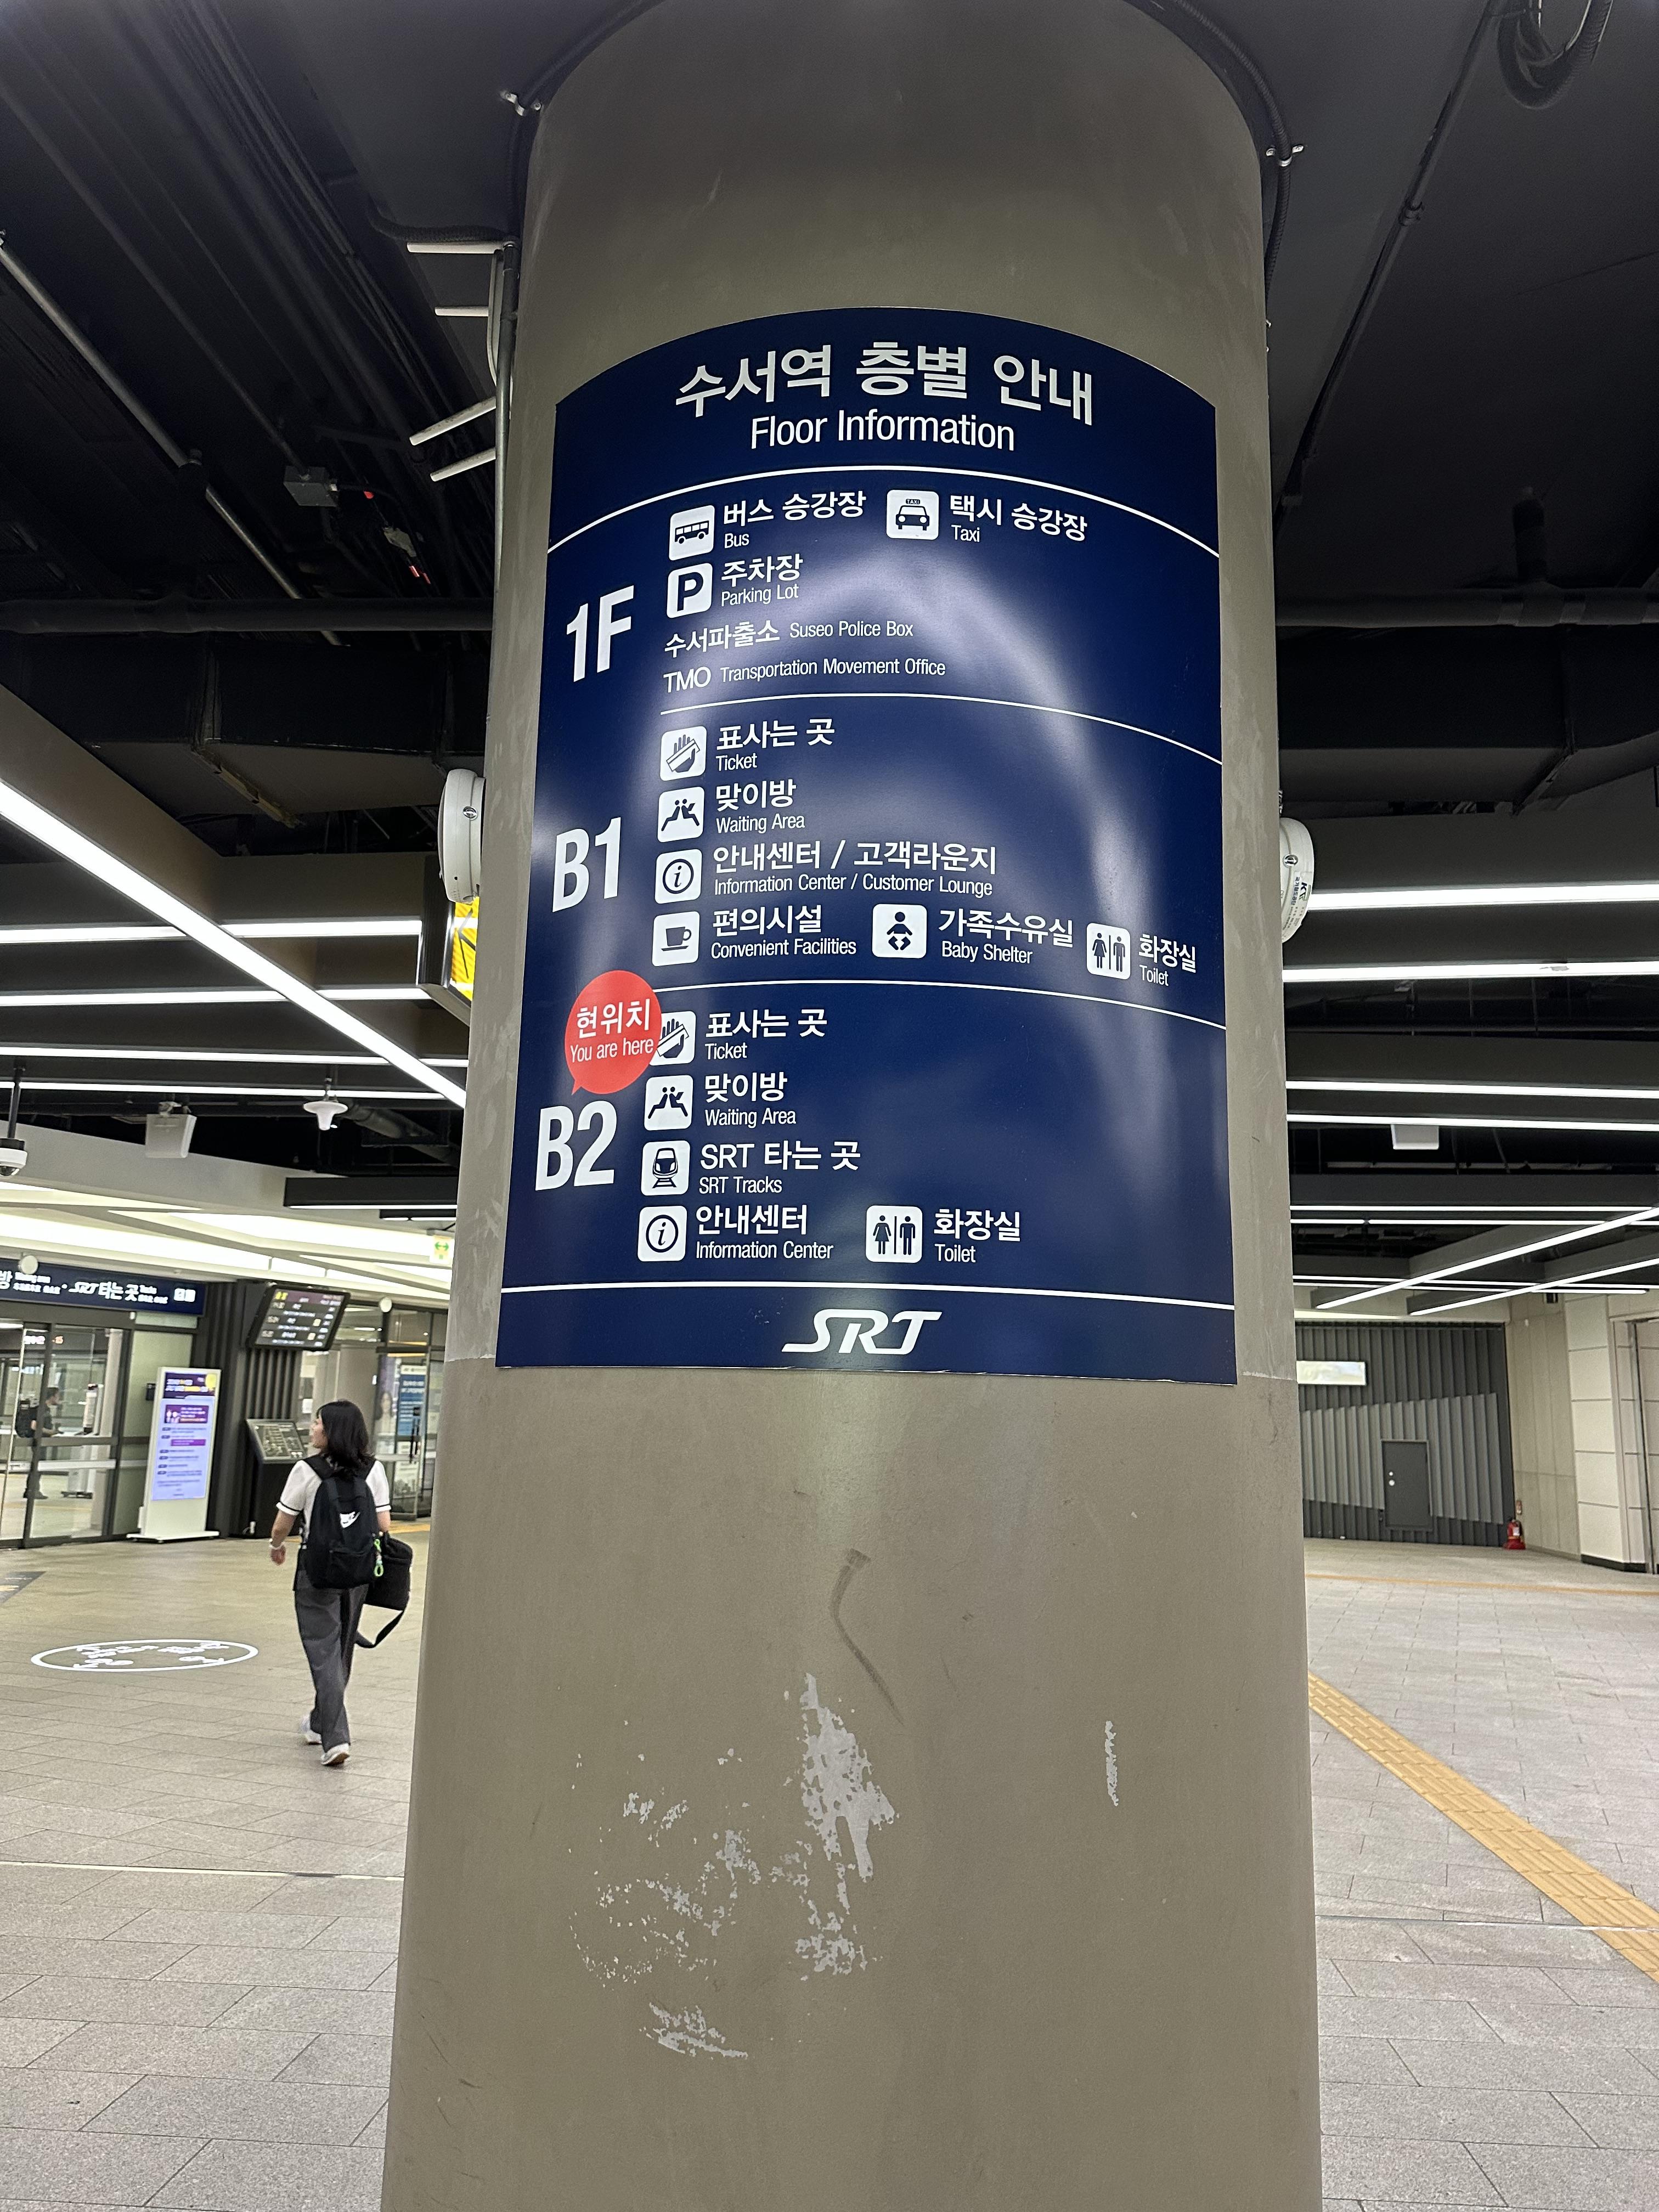 수서역 층별 안내
Floor Information
1F
버스 승강장
Bus
택시 승강장
Taxi
P 주차장
Parking Lot
수서파출소 Suseo Police Box
TMO Transportation Movement Office
B1
표사는 곳
Ticket
맞이방
Waiting Area
안내센터 / 고객라운지
Information Center / Customer Lounge
편의시설
Convenient Facilities
가족수유실
Baby Shelter
화장실
Toilet
현위치
You are here
B2
표사는 곳
Ticket
맞이방
Waiting Area
SRT 타는 곳
SRT Tracks
안내센터
Information Center
화장실
Toilet
SRT
SRT 타는 곳